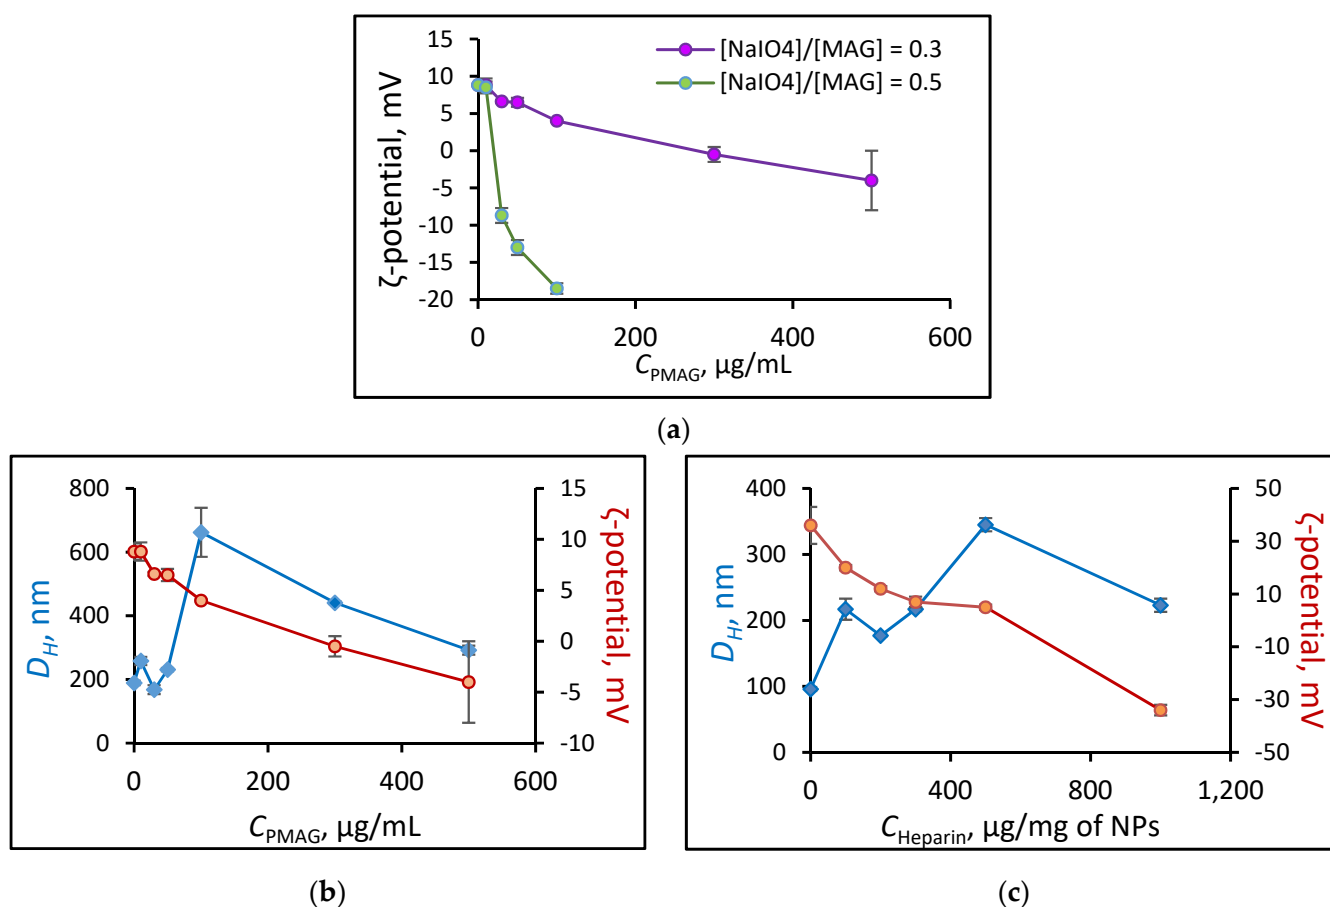 15
10
5
0
-5
-10
-15
-20
ζ-potential, mV
[NaIO4]/[MAG] = 0.3
[NaIO4]/[MAG] = 0.5
0 200 400 600
CPMAG, μg/mL
(a)
800
600
400
200
0
DH, nm
15
10
5
0
-5
-10
ζ-potential, mV
0 200 400 600
CPMAG, μg/mL
(b)
400
300
200
100
0
DH, nm
50
30
10
-10
-30
-50
ζ-potential, mV
0 400 800 1,200
CHeparin, μg/mg of NPs
(c)